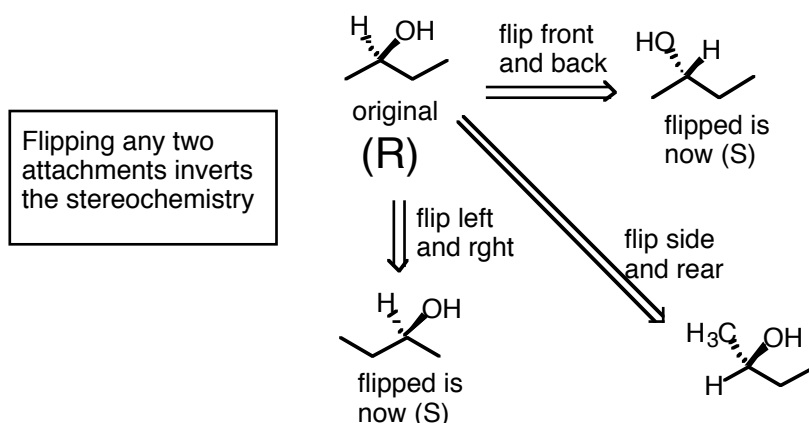 Flipping any two
attachments inverts
the stereochemistry
H
OH
original
(R)
flip front
and back
HO
H
flipped is
now (S)
flip left
and rght
H
OH
flipped is
now (S)
flip side
and rear
H3C
OH
H